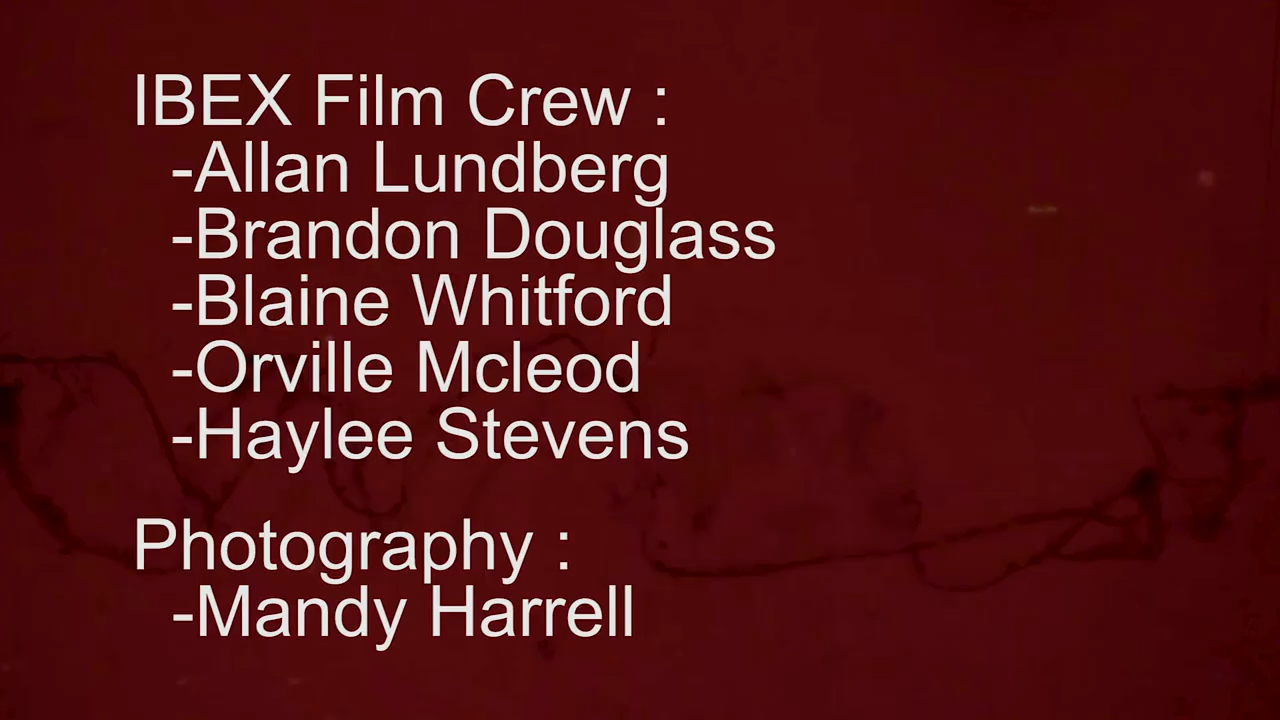 IBEX Film Crew :
-Allan Lundberg
-Brandon Douglass
-Blaine Whitford
-Orville Mcleod
-Haylee Stevens
Photography :
-Mandy Harrell